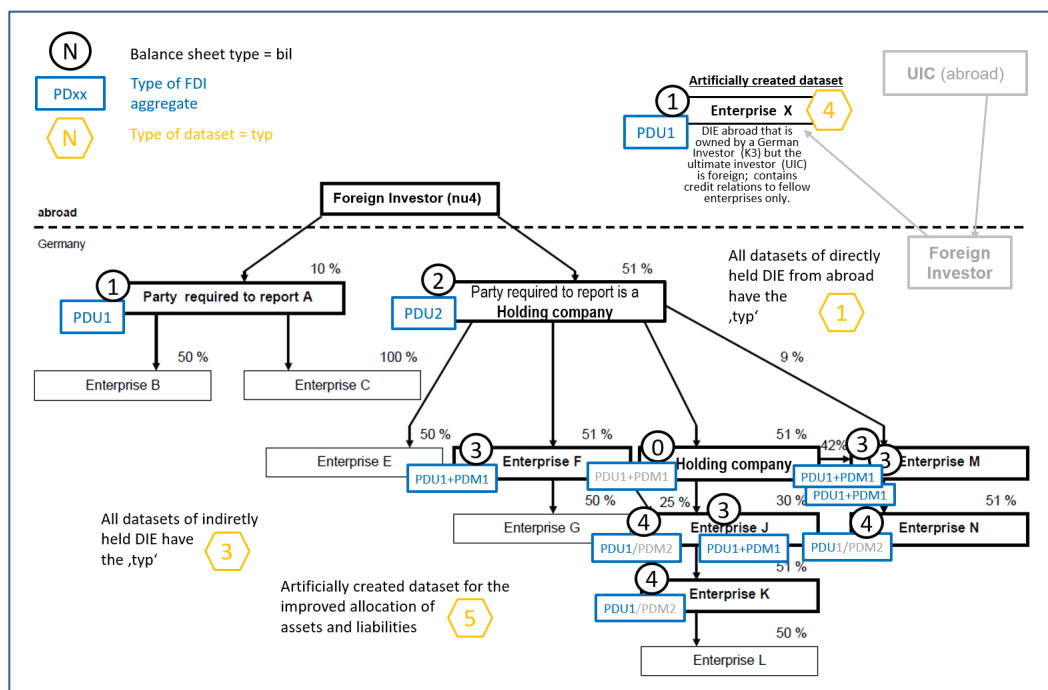 N
Balance sheet type = bil
PDxx
Type of FDI
aggregate
N
Type of dataset = typ
Artificially created dataset
1
Enterprise X
4
PDU1
DIE abroad that is
owned by a German
Investor (K3) but the
ultimate investor (UIC)
is foreign; contains
credit relations to fellow
enterprises only.
UIC (abroad)
Foreign Investor (nu4)
abroad
Germany
Foreign
Investor
10 %
51 %
1
Party required to report A
PDU1
2
Party required to report is a
Holding company
PDU2
All datasets of directly
held DIE from abroad
have the
‚typ‘
1
50 %
100 %
9 %
Enterprise B
Enterprise C
50 %
51 %
51 %
42%
Enterprise E
3
Enterprise F
PDU1+PDM1
0
Holding company
PDU1+PDM1
3
3
Enterprise M
PDU1+PDM1
PDU1+PDM1
50 %
25 %
30 %
51 %
Enterprise G
4
3
Enterprise J
PDU1/PDM2
PDU1+PDM1
4
Enterprise N
PDU1/PDM2
All datasets of indiretly
held DIE have
the ‚typ‘
3
51 %
4
Enterprise K
PDU1/PDM2
Artificially created dataset for the
improved allocation of
assets and liabilities
5
50 %
Enterprise L